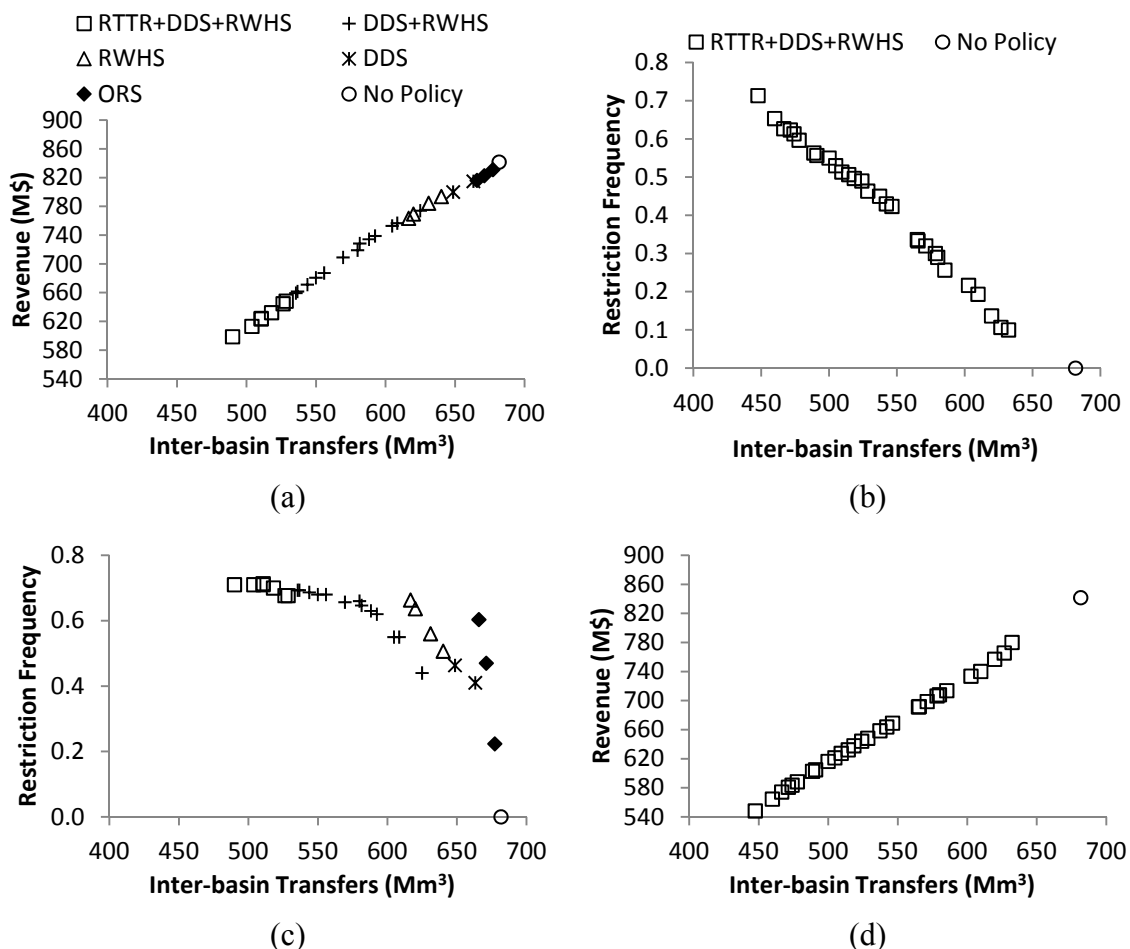 RTTR+DDS+RWHS DDS+RWHS
RWHS DDS
ORS No Policy
900
860
820
780
740
700
660
620
580
540
Revenue (M$)
400 450 500 550 600 650 700
Inter-basin Transfers (Mm³)
(a)
RTTR+DDS+RWHS No Policy
0.8
0.7
0.6
0.5
0.4
0.3
0.2
0.1
0.0
Restriction Frequency
400 450 500 550 600 650 700
Inter-basin Transfers (Mm³)
(b)
0.8
0.6
0.4
0.2
0.0
Restriction Frequency
400 450 500 550 600 650 700
Inter-basin Transfers (Mm³)
(c)
900
860
820
780
740
700
660
620
580
540
Revenue (M$)
400 450 500 550 600 650 700
Inter-basin Transfers (Mm³)
(d)